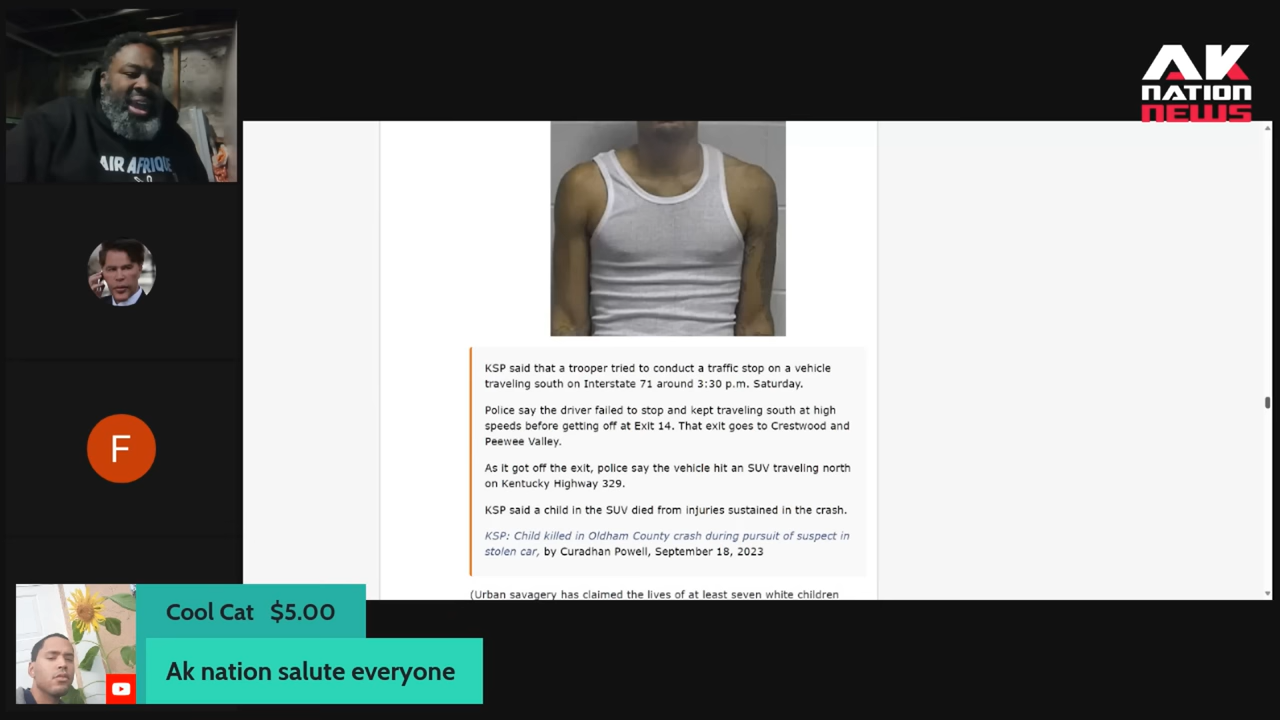 AIR AFRIQUE
AK
NATION
NEWS
KSP said that a trooper tried to conduct a traffic stop on a vehicle
traveling south on Interstate 71 around 3:30 p.m. Saturday.
Police say the driver failed to stop and kept traveling south at high
speeds before getting off at Exit 14. That exit goes to Crestwood and
Peewee Valley.
As it got off the exit, police say the vehicle hit an SUV traveling north
on Kentucky Highway 329.
KSP said a child in the SUV died from injuries sustained in the crash.
KSP: Child killed in Oldham County crash during pursuit of suspect in
stolen car, by Curadhan Powell, September 18, 2023
(Urban savagery has claimed the lives of at least seven white children
F
Cool Cat $5.00
Ak nation salute everyone